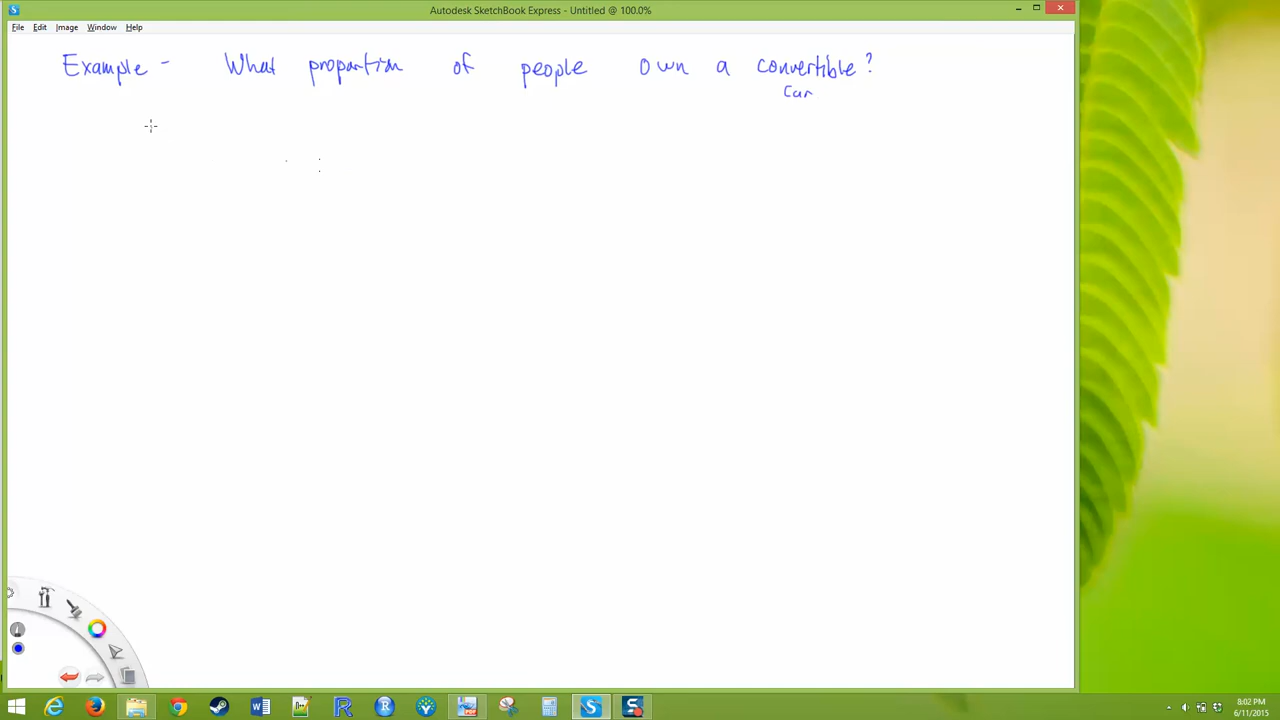 Autodesk SketchBook Express - Untitled @ 100.0%
File Edit Image Window Help
Example - What proportion of people own a convertible?
car
8:02 PM
6/11/2015